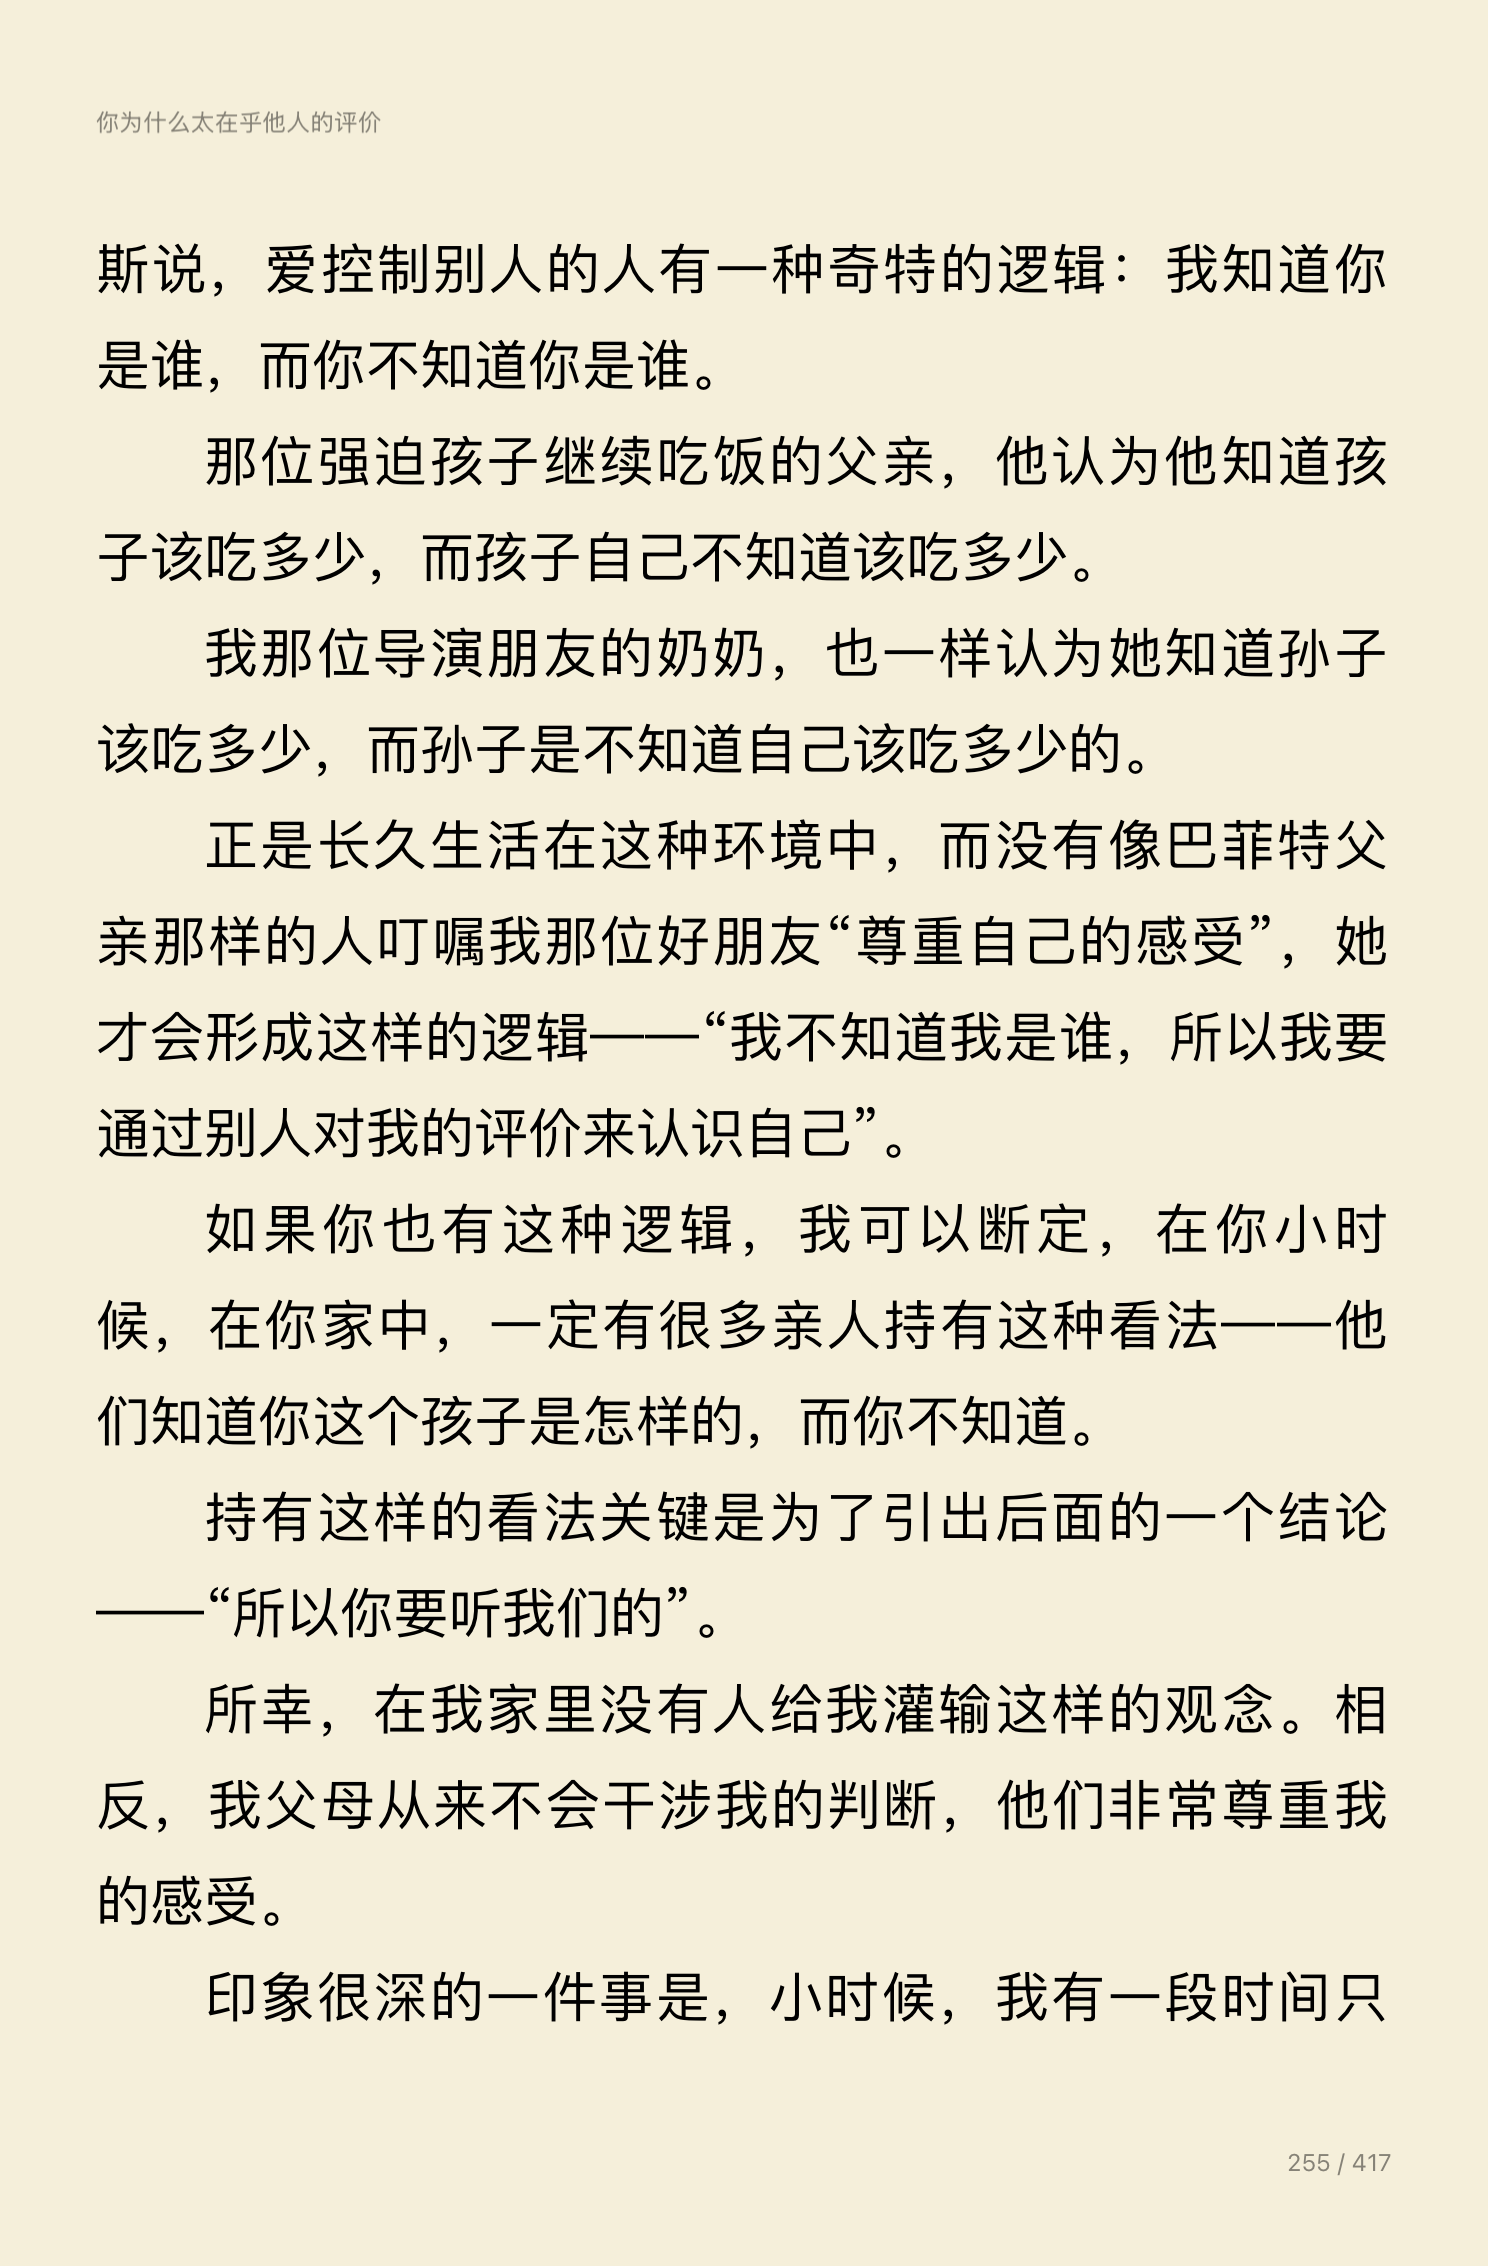 你为什么太在乎他人的评价
斯说，爱控制别人的人有一种奇特的逻辑：我知道你
是谁，而你不知道你是谁。
那位强迫孩子继续吃饭的父亲，他认为他知道孩
子该吃多少，而孩子自己不知道该吃多少。
我那位导演朋友的奶奶，也一样认为她知道孙子
该吃多少，而孙子是不知道自己该吃多少的。
正是长久生活在这种环境中，而没有像巴菲特父
亲那样的人叮嘱我那位好朋友“尊重自己的感受”，她
才会形成这样的逻辑——“我不知道我是谁，所以我要
通过别人对我的评价来认识自己”。
如果你也有这种逻辑，我可以断定，在你小时
候，在你家中，一定有很多亲人持有这种看法——他
们知道你这个孩子是怎样的，而你不知道。
持有这样的看法关键是为了引出后面的一个结论
——“所以你要听我们的”。
所幸，在我家里没有人给我灌输这样的观念。相
反，我父母从来不会干涉我的判断，他们非常尊重我
的感受。
印象很深的一件事是，小时候，我有一段时间只
255 / 417